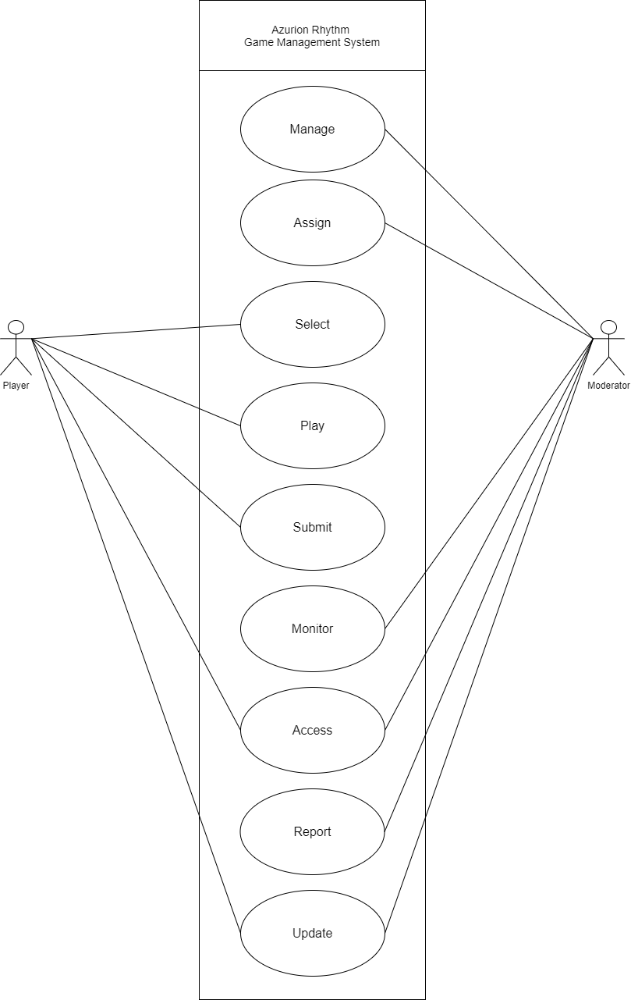 Azurion Rhythm
Game Management System
Manage
Assign
Select
Play
Submit
Monitor
Access
Report
Update
Player
Moderator